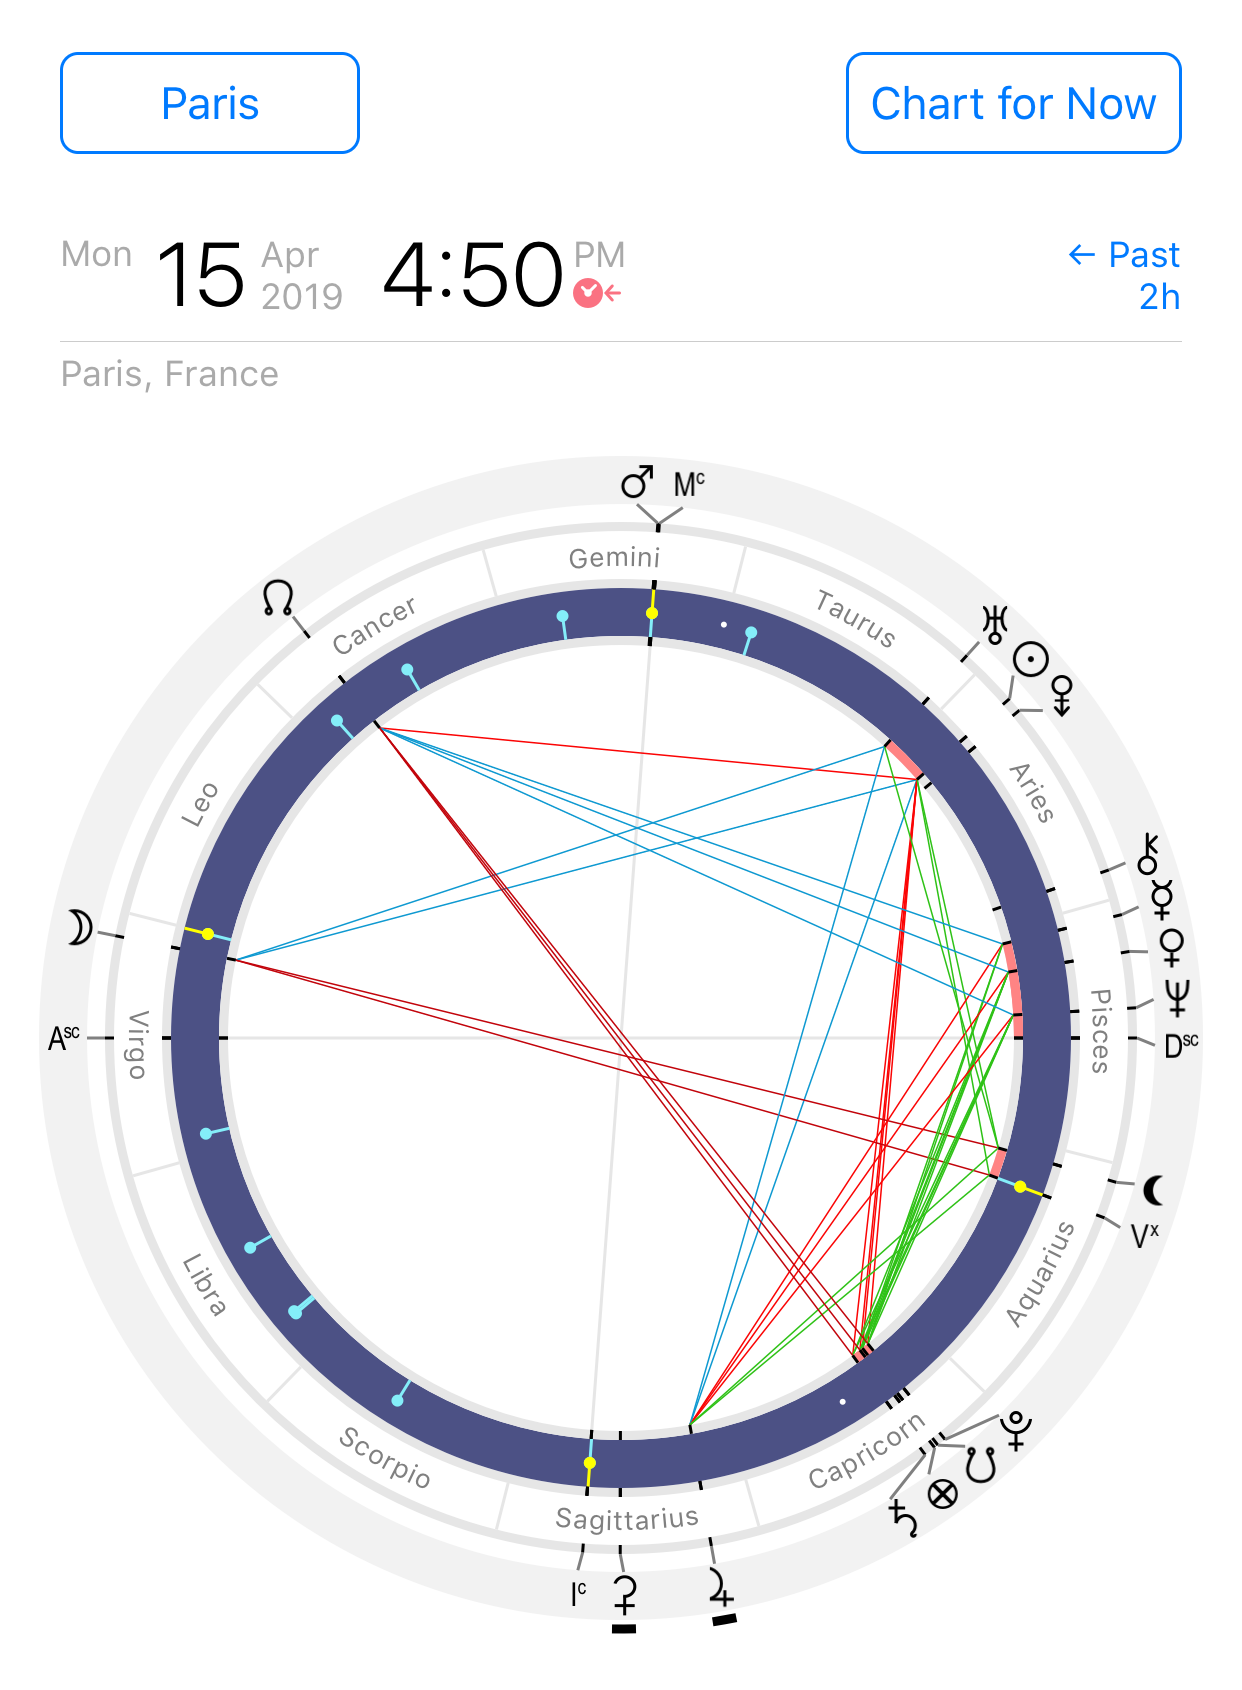 Paris
Chart for Now
Mon 15 Apr 2019 4:50 PM
← Past 2h
Paris, France
♂ Mc
Gemini
☊
Cancer
Taurus
♅
☉
⚴
Leo
Aries
⚷
☿
♀
♆
☽
Asc
Virgo
Pisces
Dsc
Libra
Aquarius
☾
Vx
Scorpio
Capricorn
Sagittarius
♇
☋
⊗
♄
Ic
⚳
♃